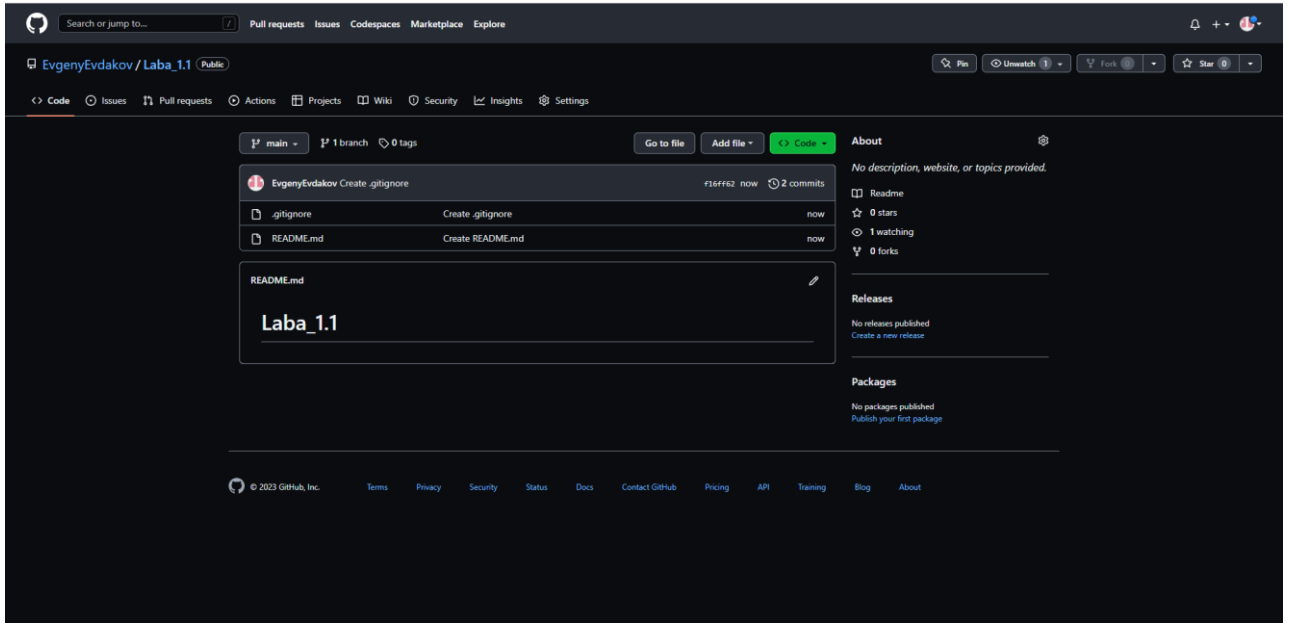 Search or jump to... / Pull requests Issues Codespaces Marketplace Explore
EvgenyEvdakov / Laba_1.1 Public Pin Unwatch 1 Fork 0 Star 0
Code Issues Pull requests Actions Projects Wiki Security Insights Settings
main 1 branch 0 tags Go to file Add file Code
About
No description, website, or topics provided.
EvgenyEvdakov Create .gitignore f16ff62 now 2 commits
Readme
.gitignore Create .gitignore now
0 stars
1 watching
README.md Create README.md now
0 forks
README.md
Laba_1.1
Releases
No releases published
Create a new release
Packages
No packages published
Publish your first package
© 2023 GitHub, Inc. Terms Privacy Security Status Docs Contact GitHub Pricing API Training Blog About